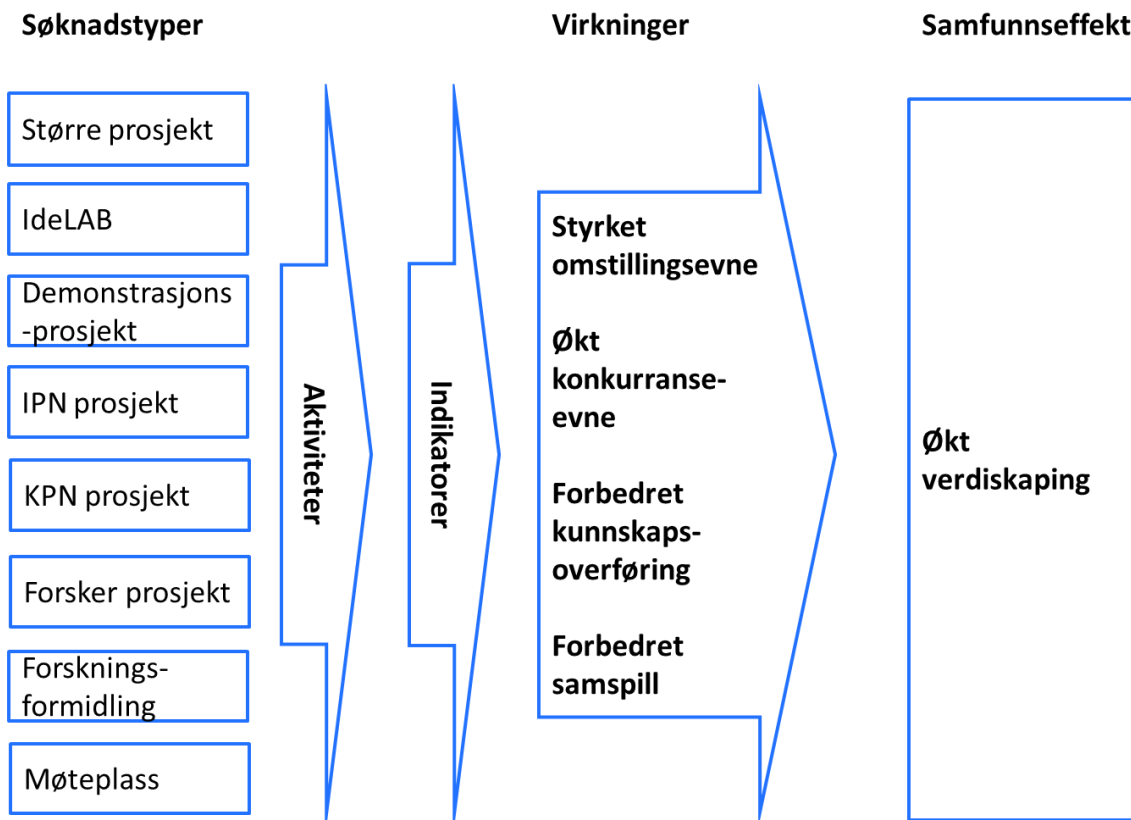 Søknadstyper
Virkninger
Samfunnseffekt
Større prosjekt
IdeLAB
Demonstrasjons
-prosjekt
IPN prosjekt
KPN prosjekt
Forsker prosjekt
Forsknings-
formidling
Møteplass
Aktiviteter
Indikatorer
Styrket
omstillingsevne
Økt
konkurranse-
evne
Forbedret
kunnskaps-
overføring
Forbedret
samspill
Økt
verdiskaping